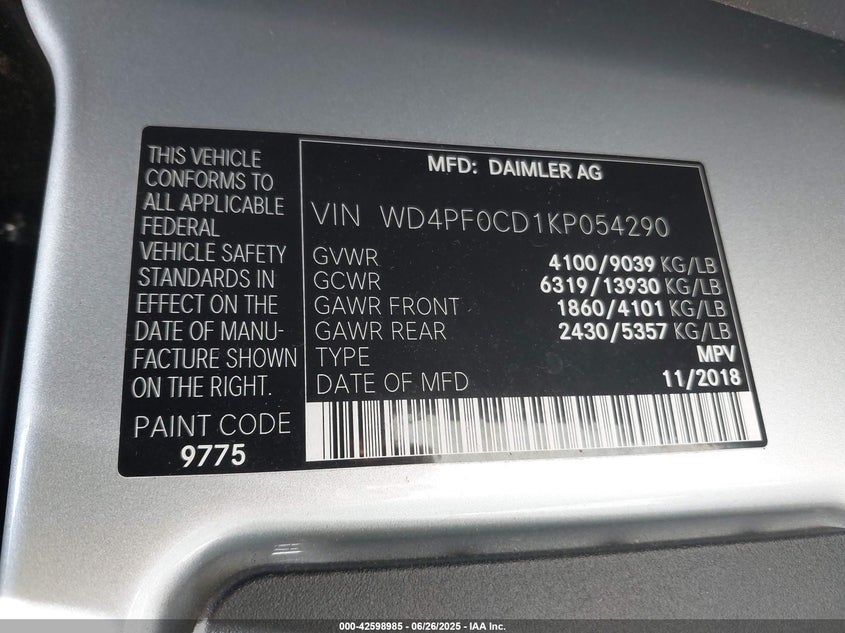 THIS VEHICLE
CONFORMS TO
ALL APPLICABLE
FEDERAL
VEHICLE SAFETY
STANDARDS IN
EFFECT ON THE
DATE OF MANU-
FACTURE SHOWN
ON THE RIGHT.
PAINT CODE
9775
MFD: DAIMLER AG
VIN WD4PF0CD1KP054290
GVWR 4100/9039 KG/LB
GCWR 6319/13930 KG/LB
GAWR FRONT 1860/4101 KG/LB
GAWR REAR 2430/5357 KG/LB
TYPE MPV
DATE OF MFD 11/2018
000-42598985 - 06/26/2025 - IAA Inc.